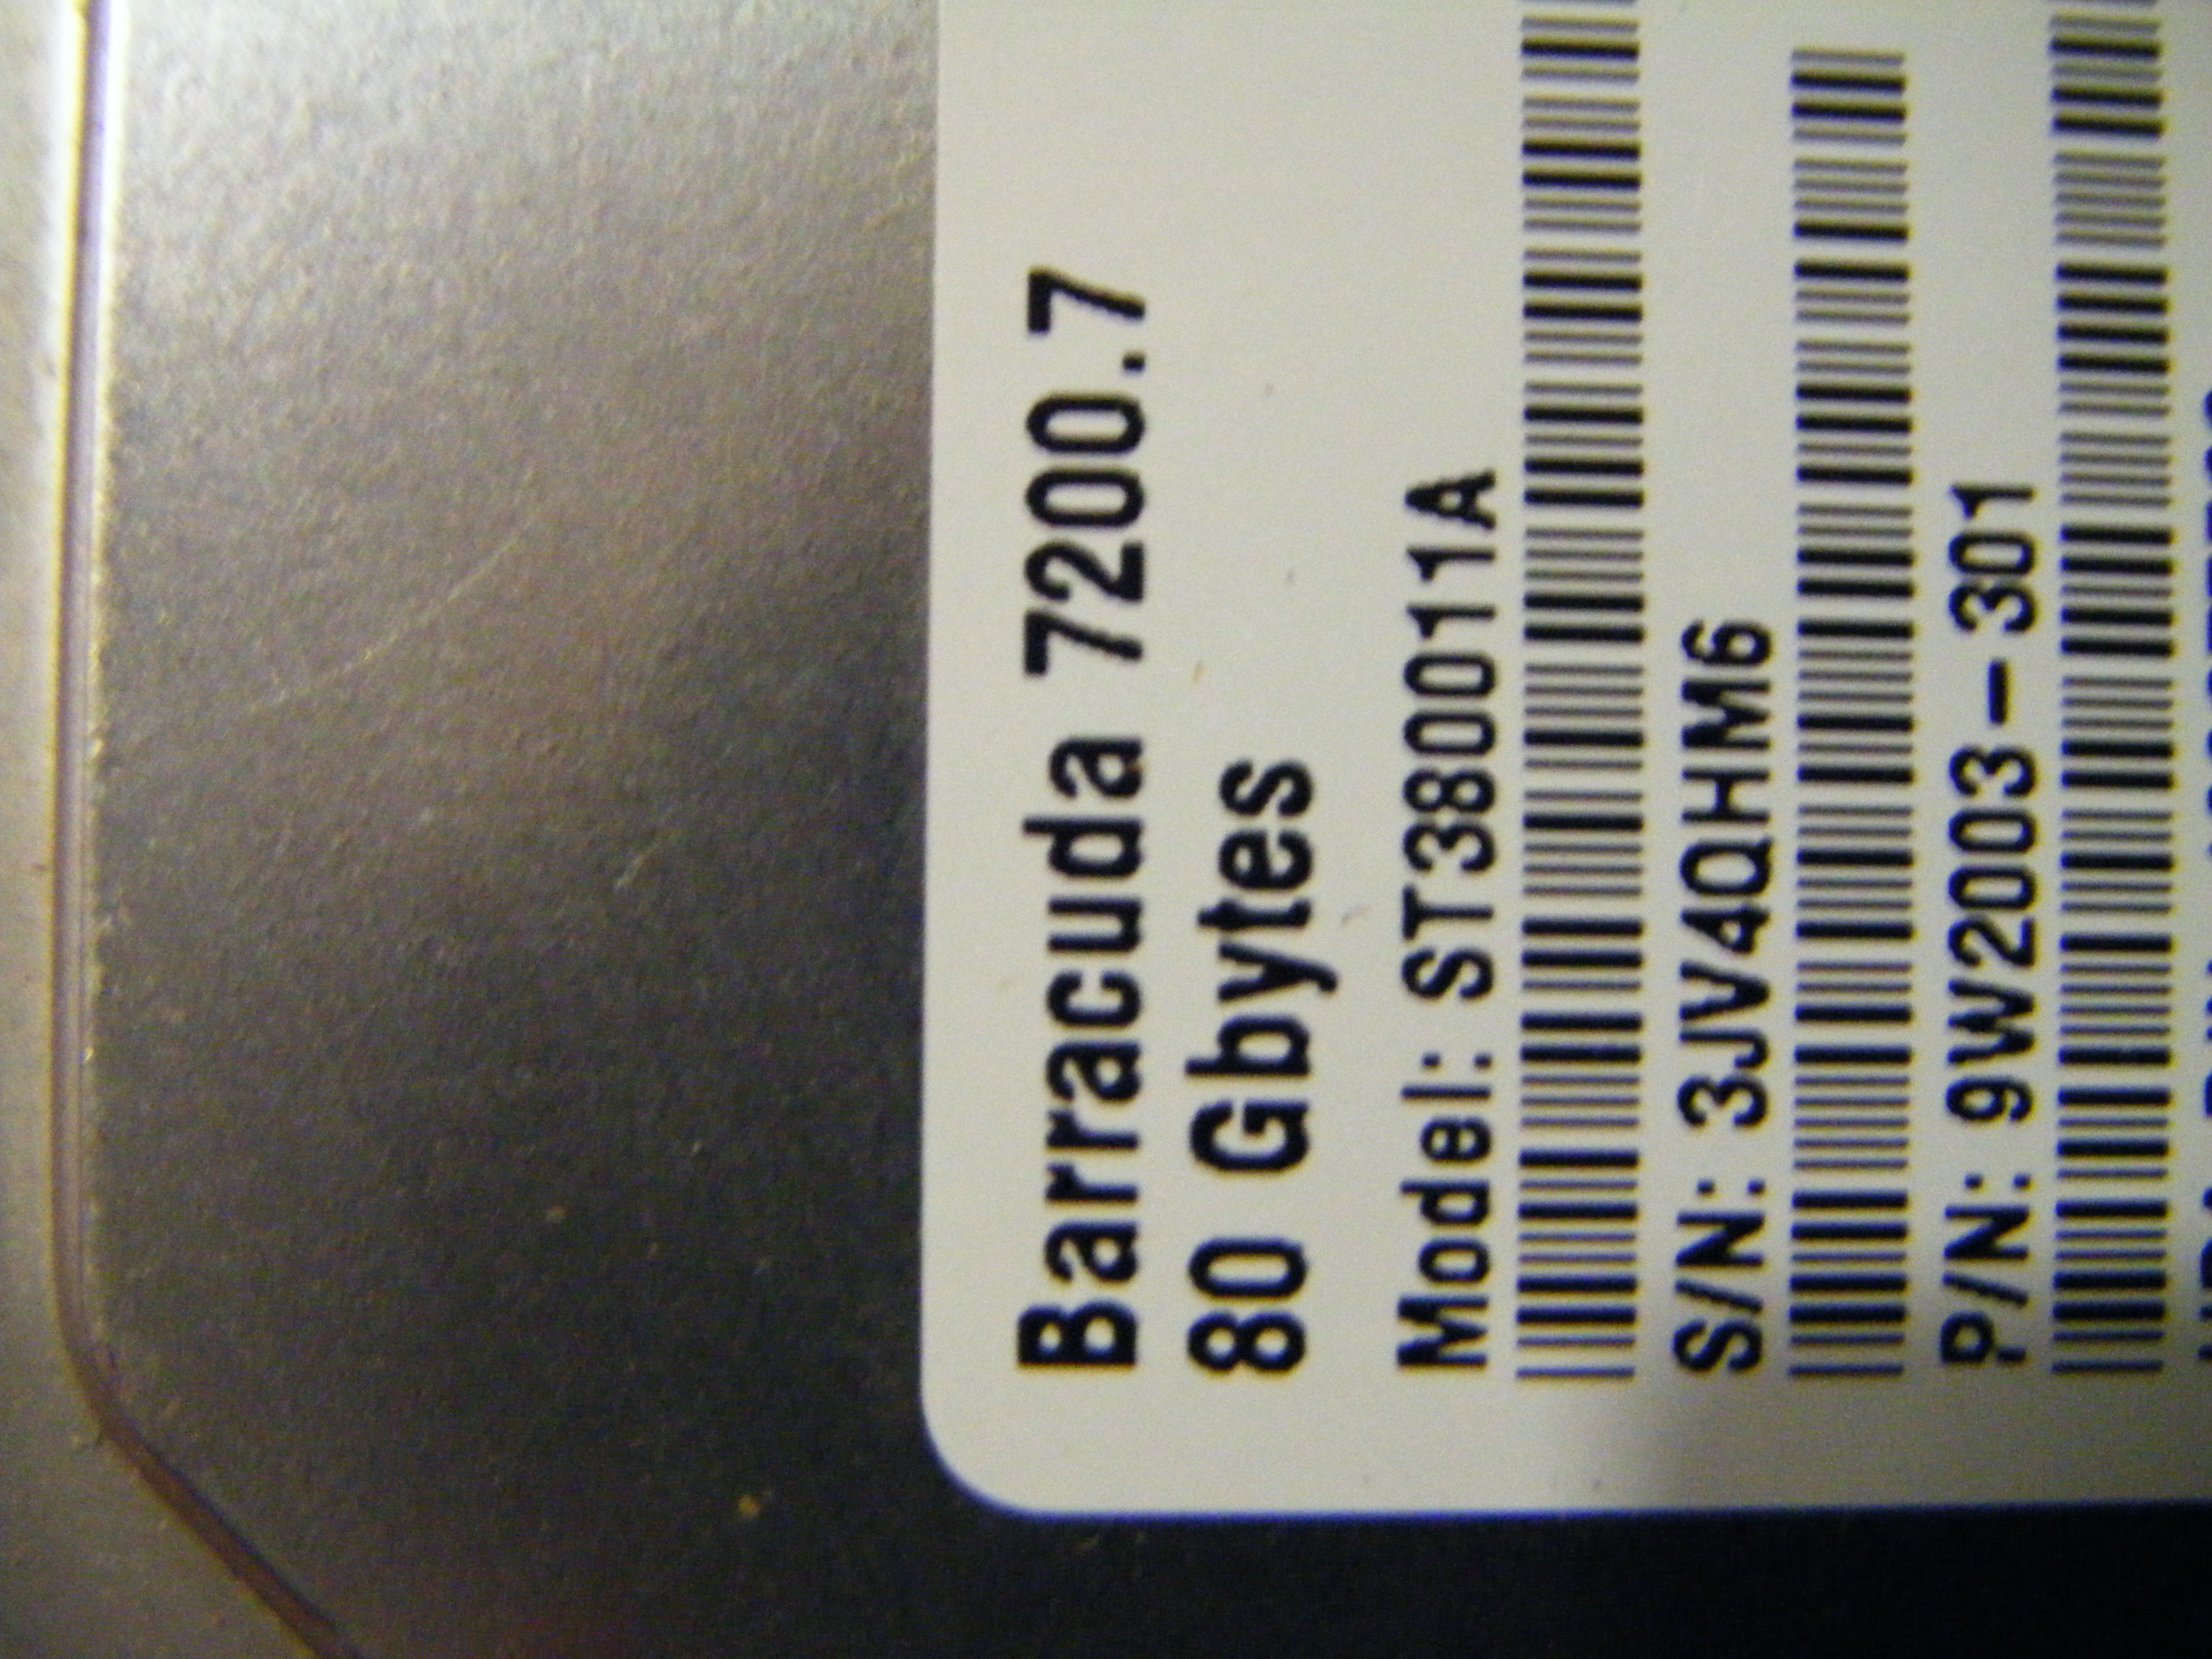 Barracuda 7200.7
80 Gbytes
Model: ST380011A
S/N: 3JV4QHM6
P/N: 9W2003-301